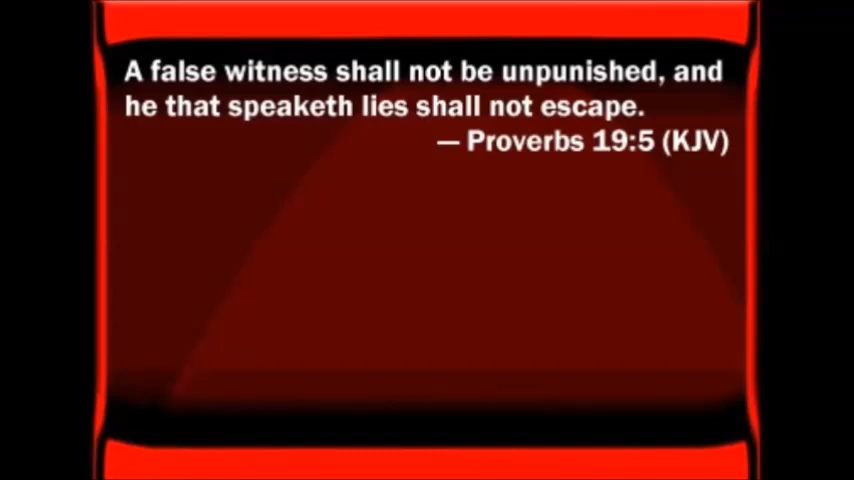 A false witness shall not be unpunished, and
he that speaketh lies shall not escape.
— Proverbs 19:5 (KJV)